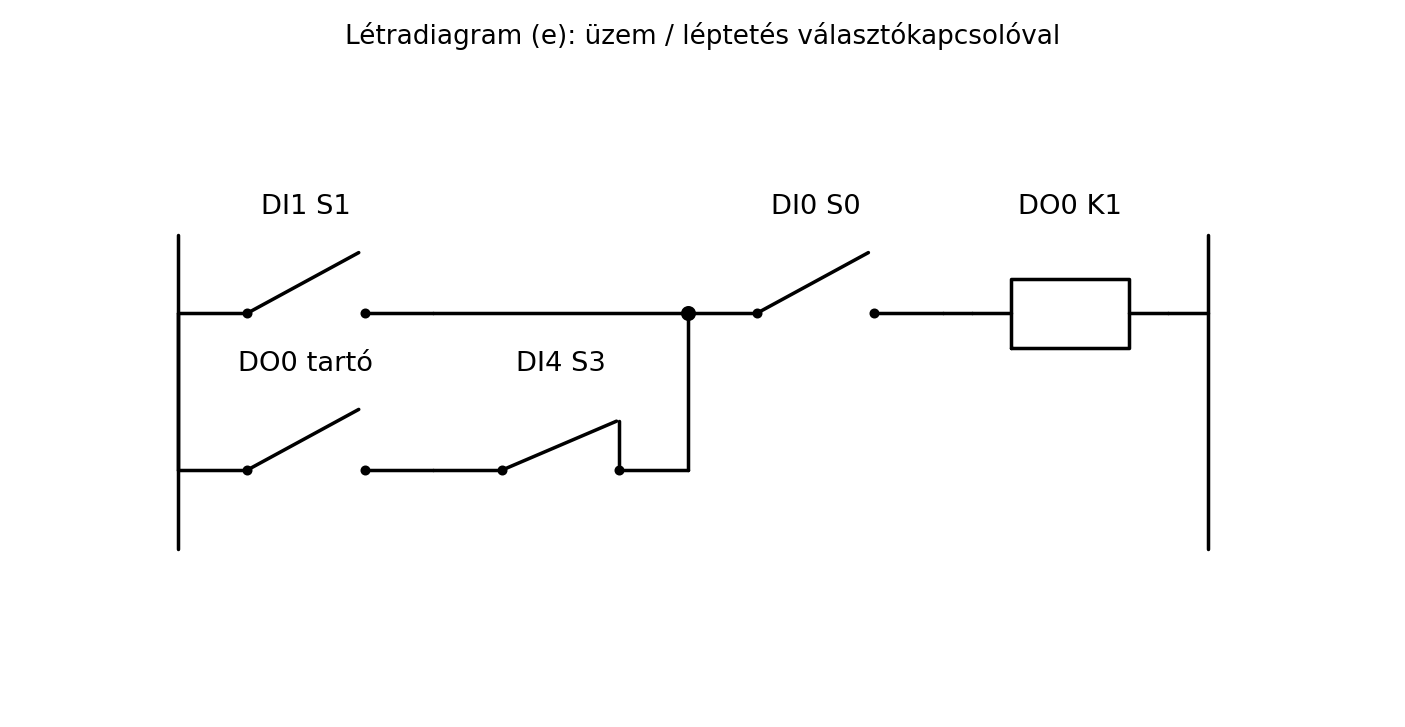 Létradiagram (e): üzem / léptetés választókapcsolóval
DI1 S1
DI0 S0
DO0 K1
DO0 tartó
DI4 S3